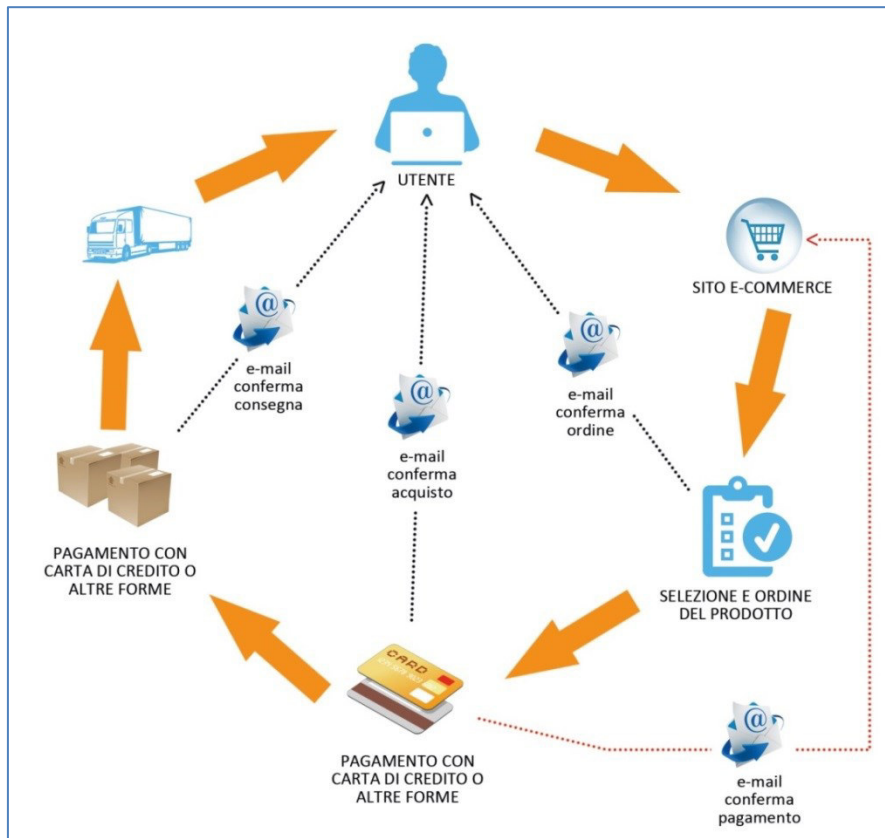 UTENTE
SITO E-COMMERCE
e-mail
conferma
consegna
e-mail
conferma
acquisto
e-mail
conferma
ordine
PAGAMENTO CON
CARTA DI CREDITO O
ALTRE FORME
SELEZIONE E ORDINE
DEL PRODOTTO
CARD
PAGAMENTO CON
CARTA DI CREDITO O
ALTRE FORME
e-mail
conferma
pagamento